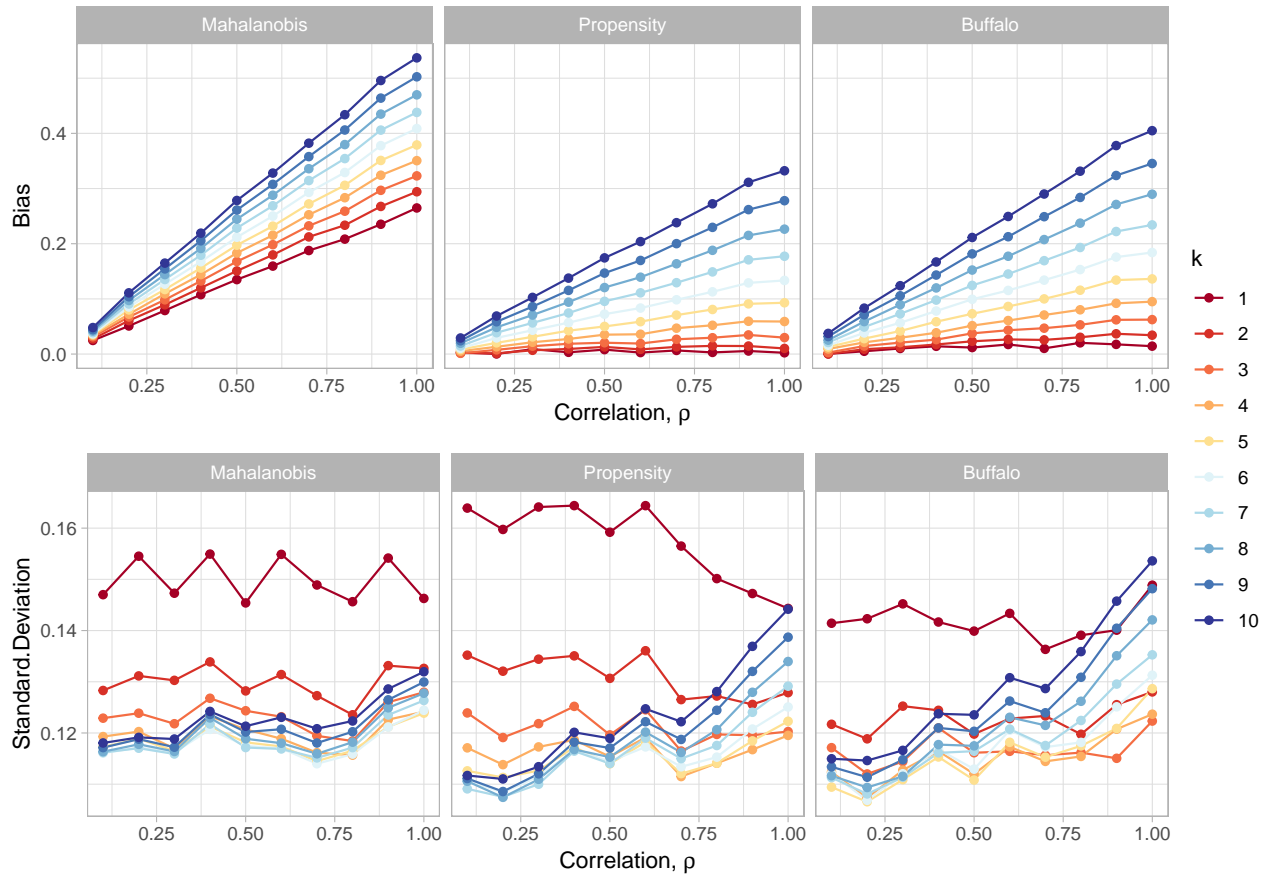 Mahalanobis Propensity Buffalo
Bias
0.4
0.2
0.0
0.25 0.50 0.75 1.00 0.25 0.50 0.75 1.00 0.25 0.50 0.75 1.00
Correlation, ρ
Mahalanobis Propensity Buffalo
Standard.Deviation
0.16
0.14
0.12
0.25 0.50 0.75 1.00 0.25 0.50 0.75 1.00 0.25 0.50 0.75 1.00
Correlation, ρ
k
1
2
3
4
5
6
7
8
9
10